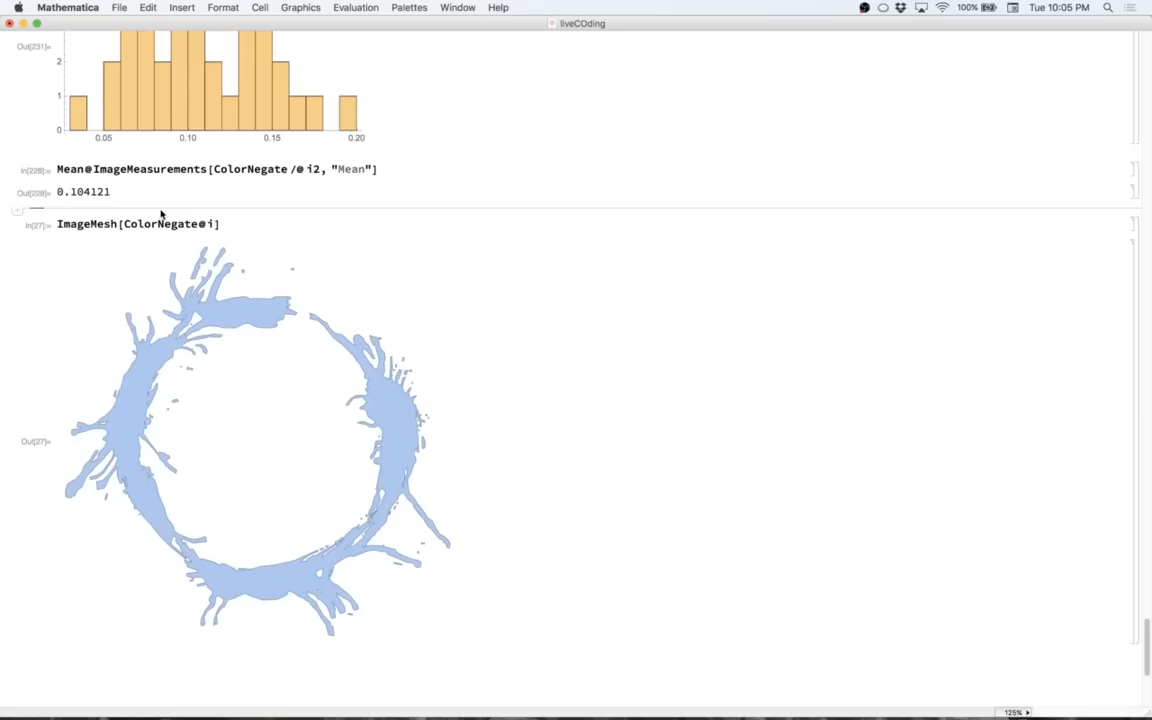 Mathematica File Edit Insert Format Cell Graphics Evaluation Palettes Window Help 100% Tue 10:05 PM
liveCOding
Out[231]=
2
1
0
0.05 0.10 0.15 0.20
In[228]:= Mean@ImageMeasurements[ColorNegate /@ i2, "Mean"]
Out[228]= 0.104121
In[27]:= ImageMesh[ColorNegate@i]
Out[27]=
125%